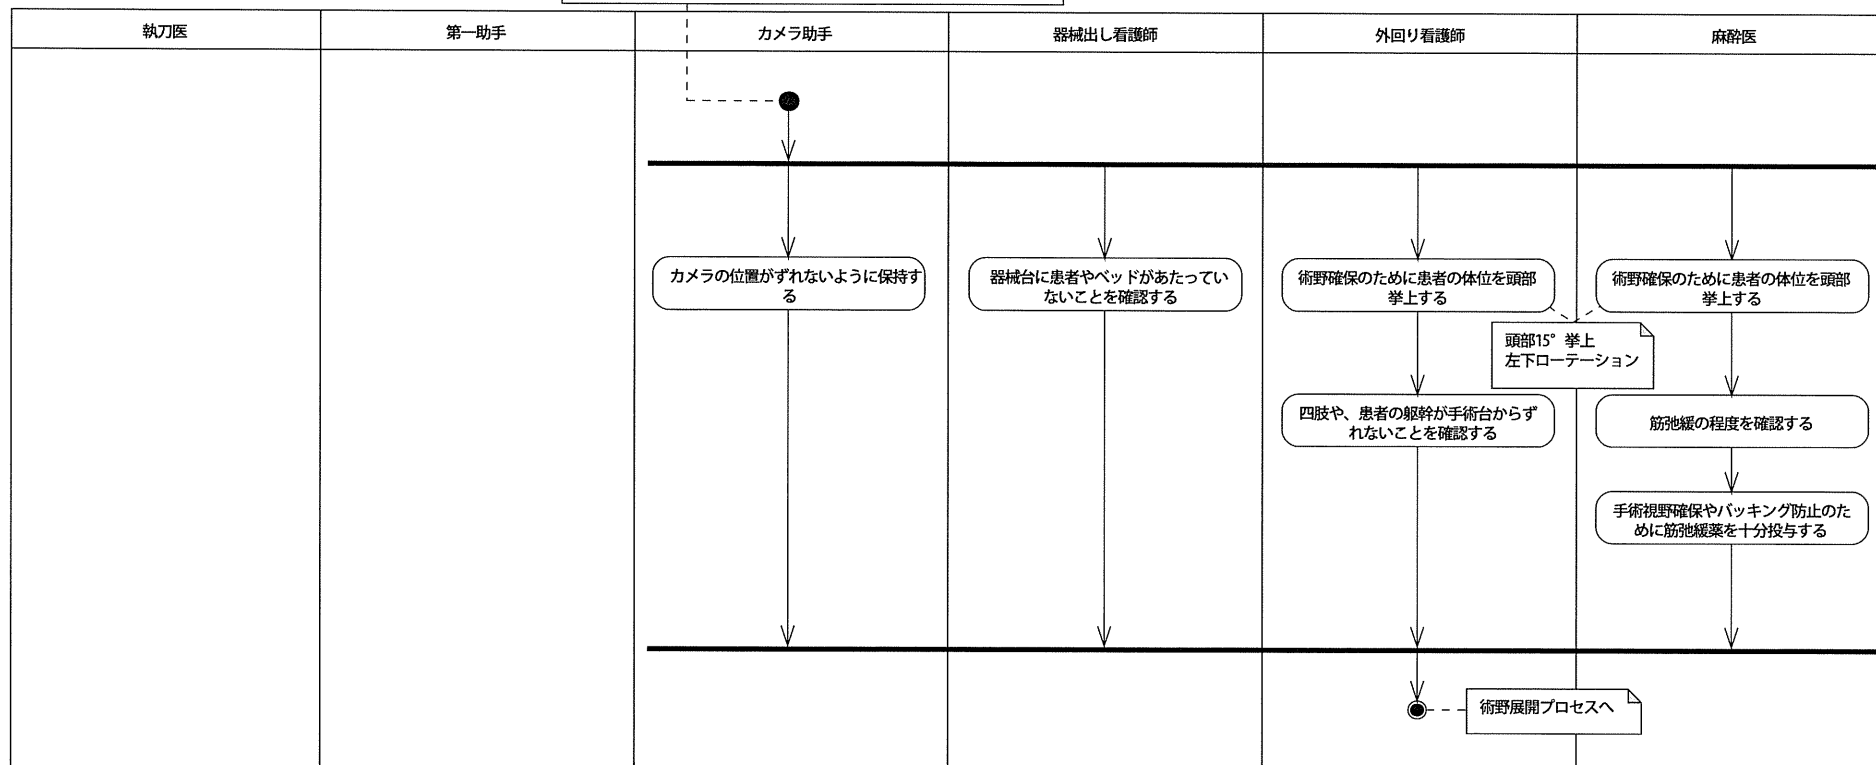 執刀医
第一助手
カメラ助手
器械出し看護師
外回り看護師
麻酔医
カメラの位置がずれないように保持す
る
器械台に患者やベッドがあたってい
ないことを確認する
術野確保のために患者の体位を頭部
挙上する
術野確保のために患者の体位を頭部
挙上する
頭部15°挙上
左下ローテーション
四肢や、患者の躯幹が手術台からず
れないことを確認する
筋弛緩の程度を確認する
手術視野確保やバッキング防止のた
めに筋弛緩薬を十分投与する
術野展開プロセスへ